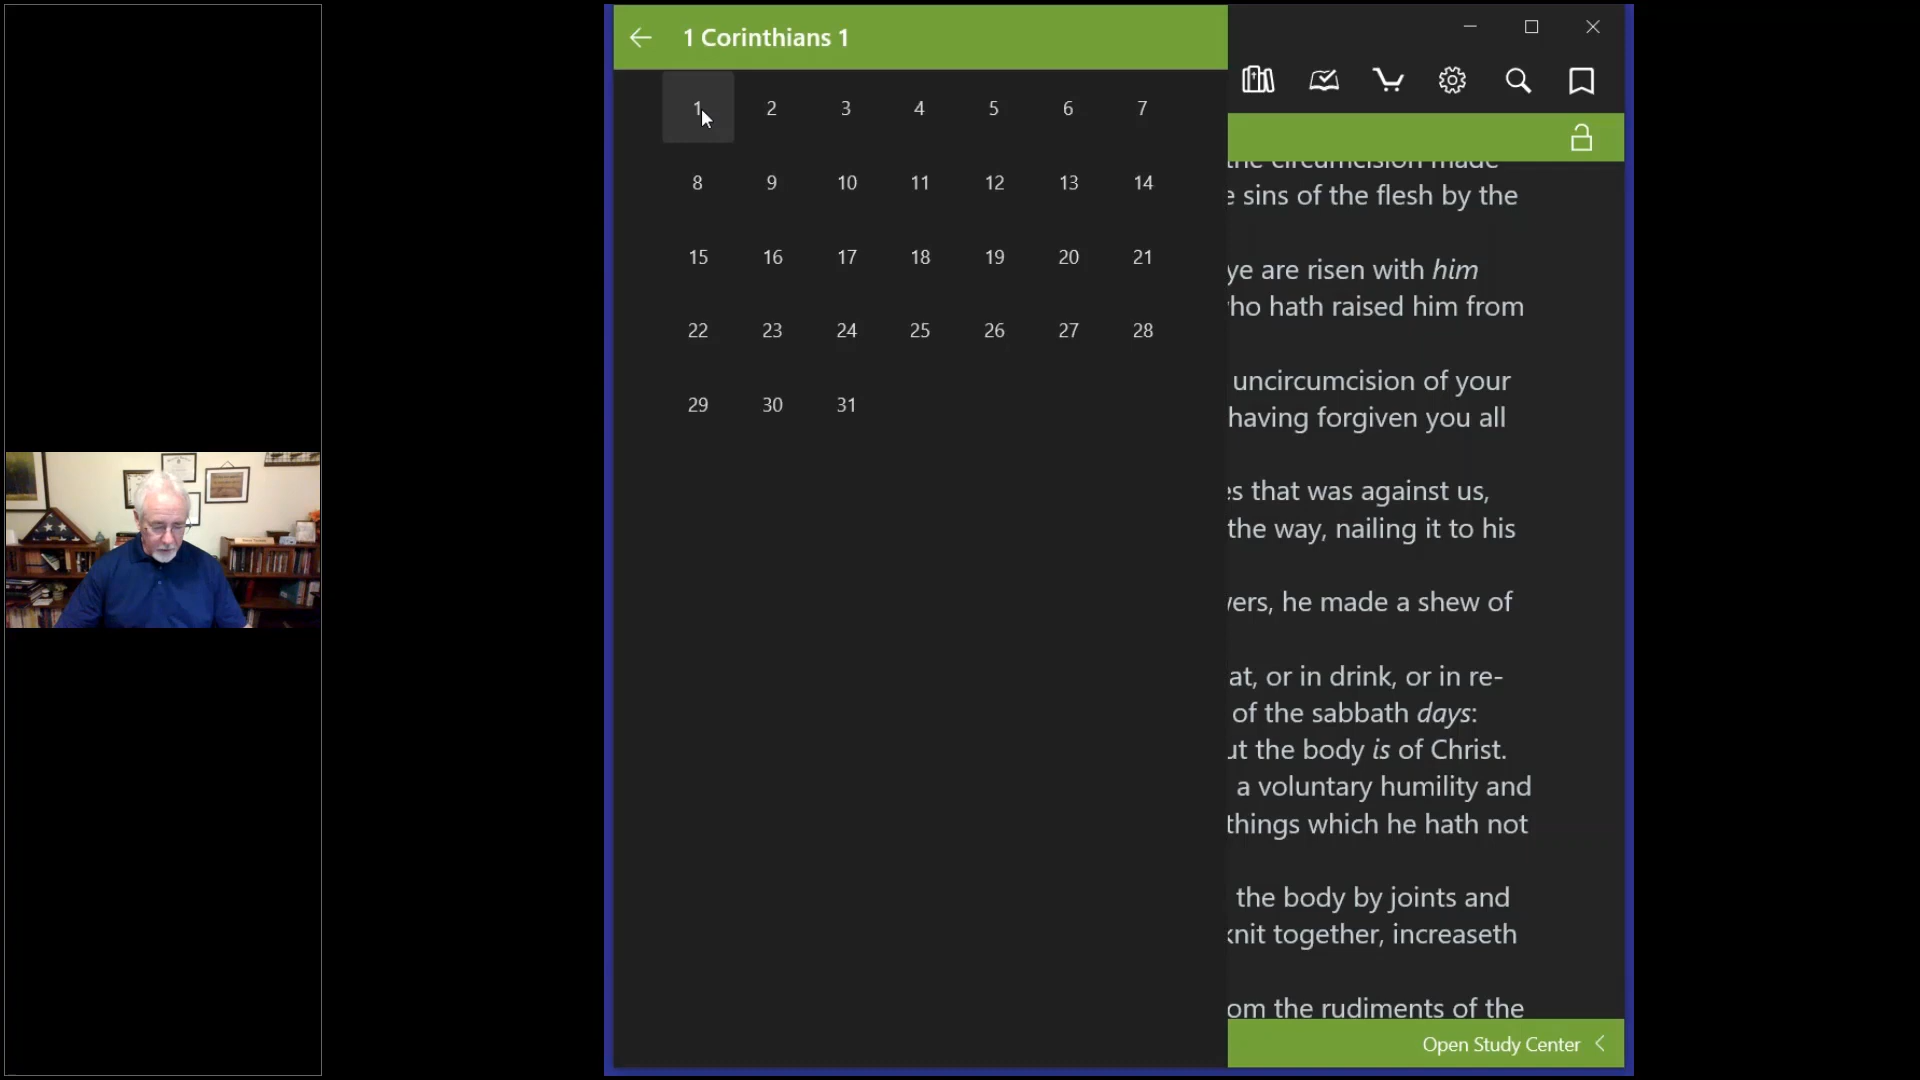 1 Corinthians 1
1 2 3 4 5 6 7
8 9 10 11 12 13 14
15 16 17 18 19 20 21
22 23 24 25 26 27 28
29 30 31
the circumcision made
sins of the flesh by the
ye are risen with him
hath raised him from
uncircumcision of your
having forgiven you all
that was against us,
the way, nailing it to his
he made a shew of
or in drink, or in re-
of the sabbath days:
the body is of Christ.
a voluntary humility and
things which he hath not
the body by joints and
knit together, increaseth
the rudiments of the
Open Study Center